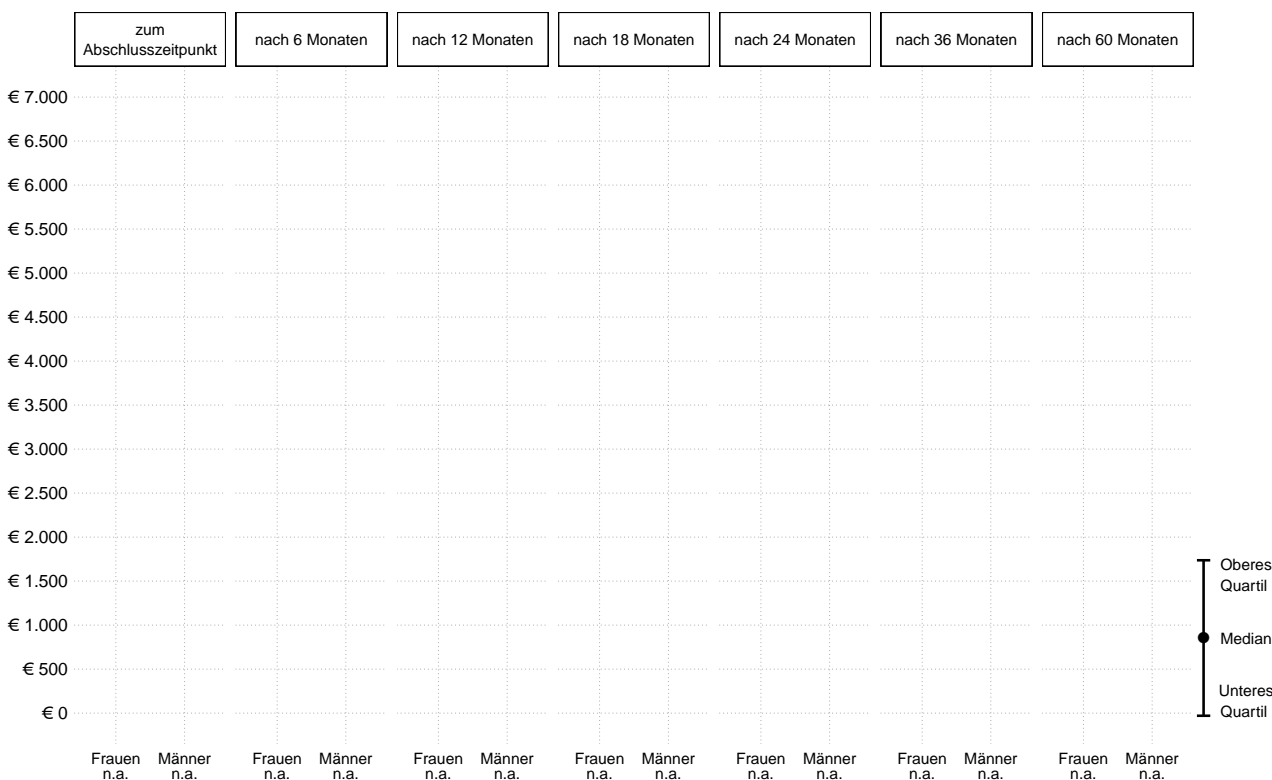 zum
Abschlusszeitpunkt
nach 6 Monaten
nach 12 Monaten
nach 18 Monaten
nach 24 Monaten
nach 36 Monaten
nach 60 Monaten
€ 7.000
€ 6.500
€ 6.000
€ 5.500
€ 5.000
€ 4.500
€ 4.000
€ 3.500
€ 3.000
€ 2.500
€ 2.000
€ 1.500
€ 1.000
€ 500
€ 0
Oberes
Quartil
Median
Unteres
Quartil
Frauen Männer Frauen Männer Frauen Männer Frauen Männer Frauen Männer Frauen Männer Frauen Männer
n.a. n.a. n.a. n.a. n.a. n.a. n.a. n.a. n.a. n.a. n.a. n.a. n.a. n.a.